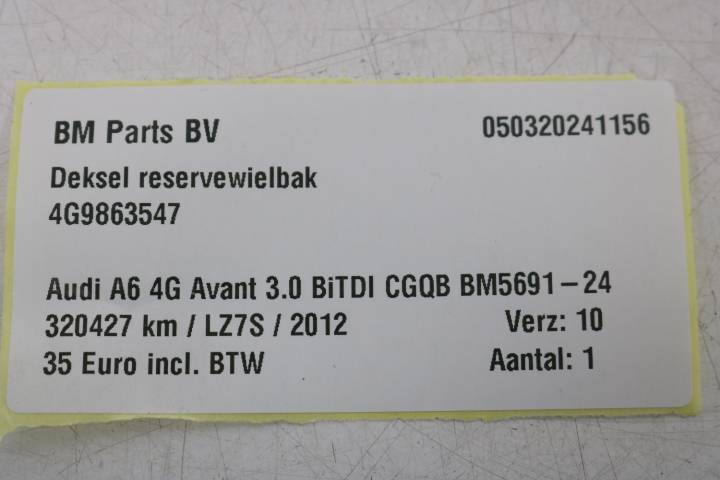 BM Parts BV 050320241156
Deksel reservewielbak
4G9863547
Audi A6 4G Avant 3.0 BiTDI CGQB BM5691-24
320427 km / LZ7S / 2012 Verz: 10
35 Euro incl. BTW Aantal: 1